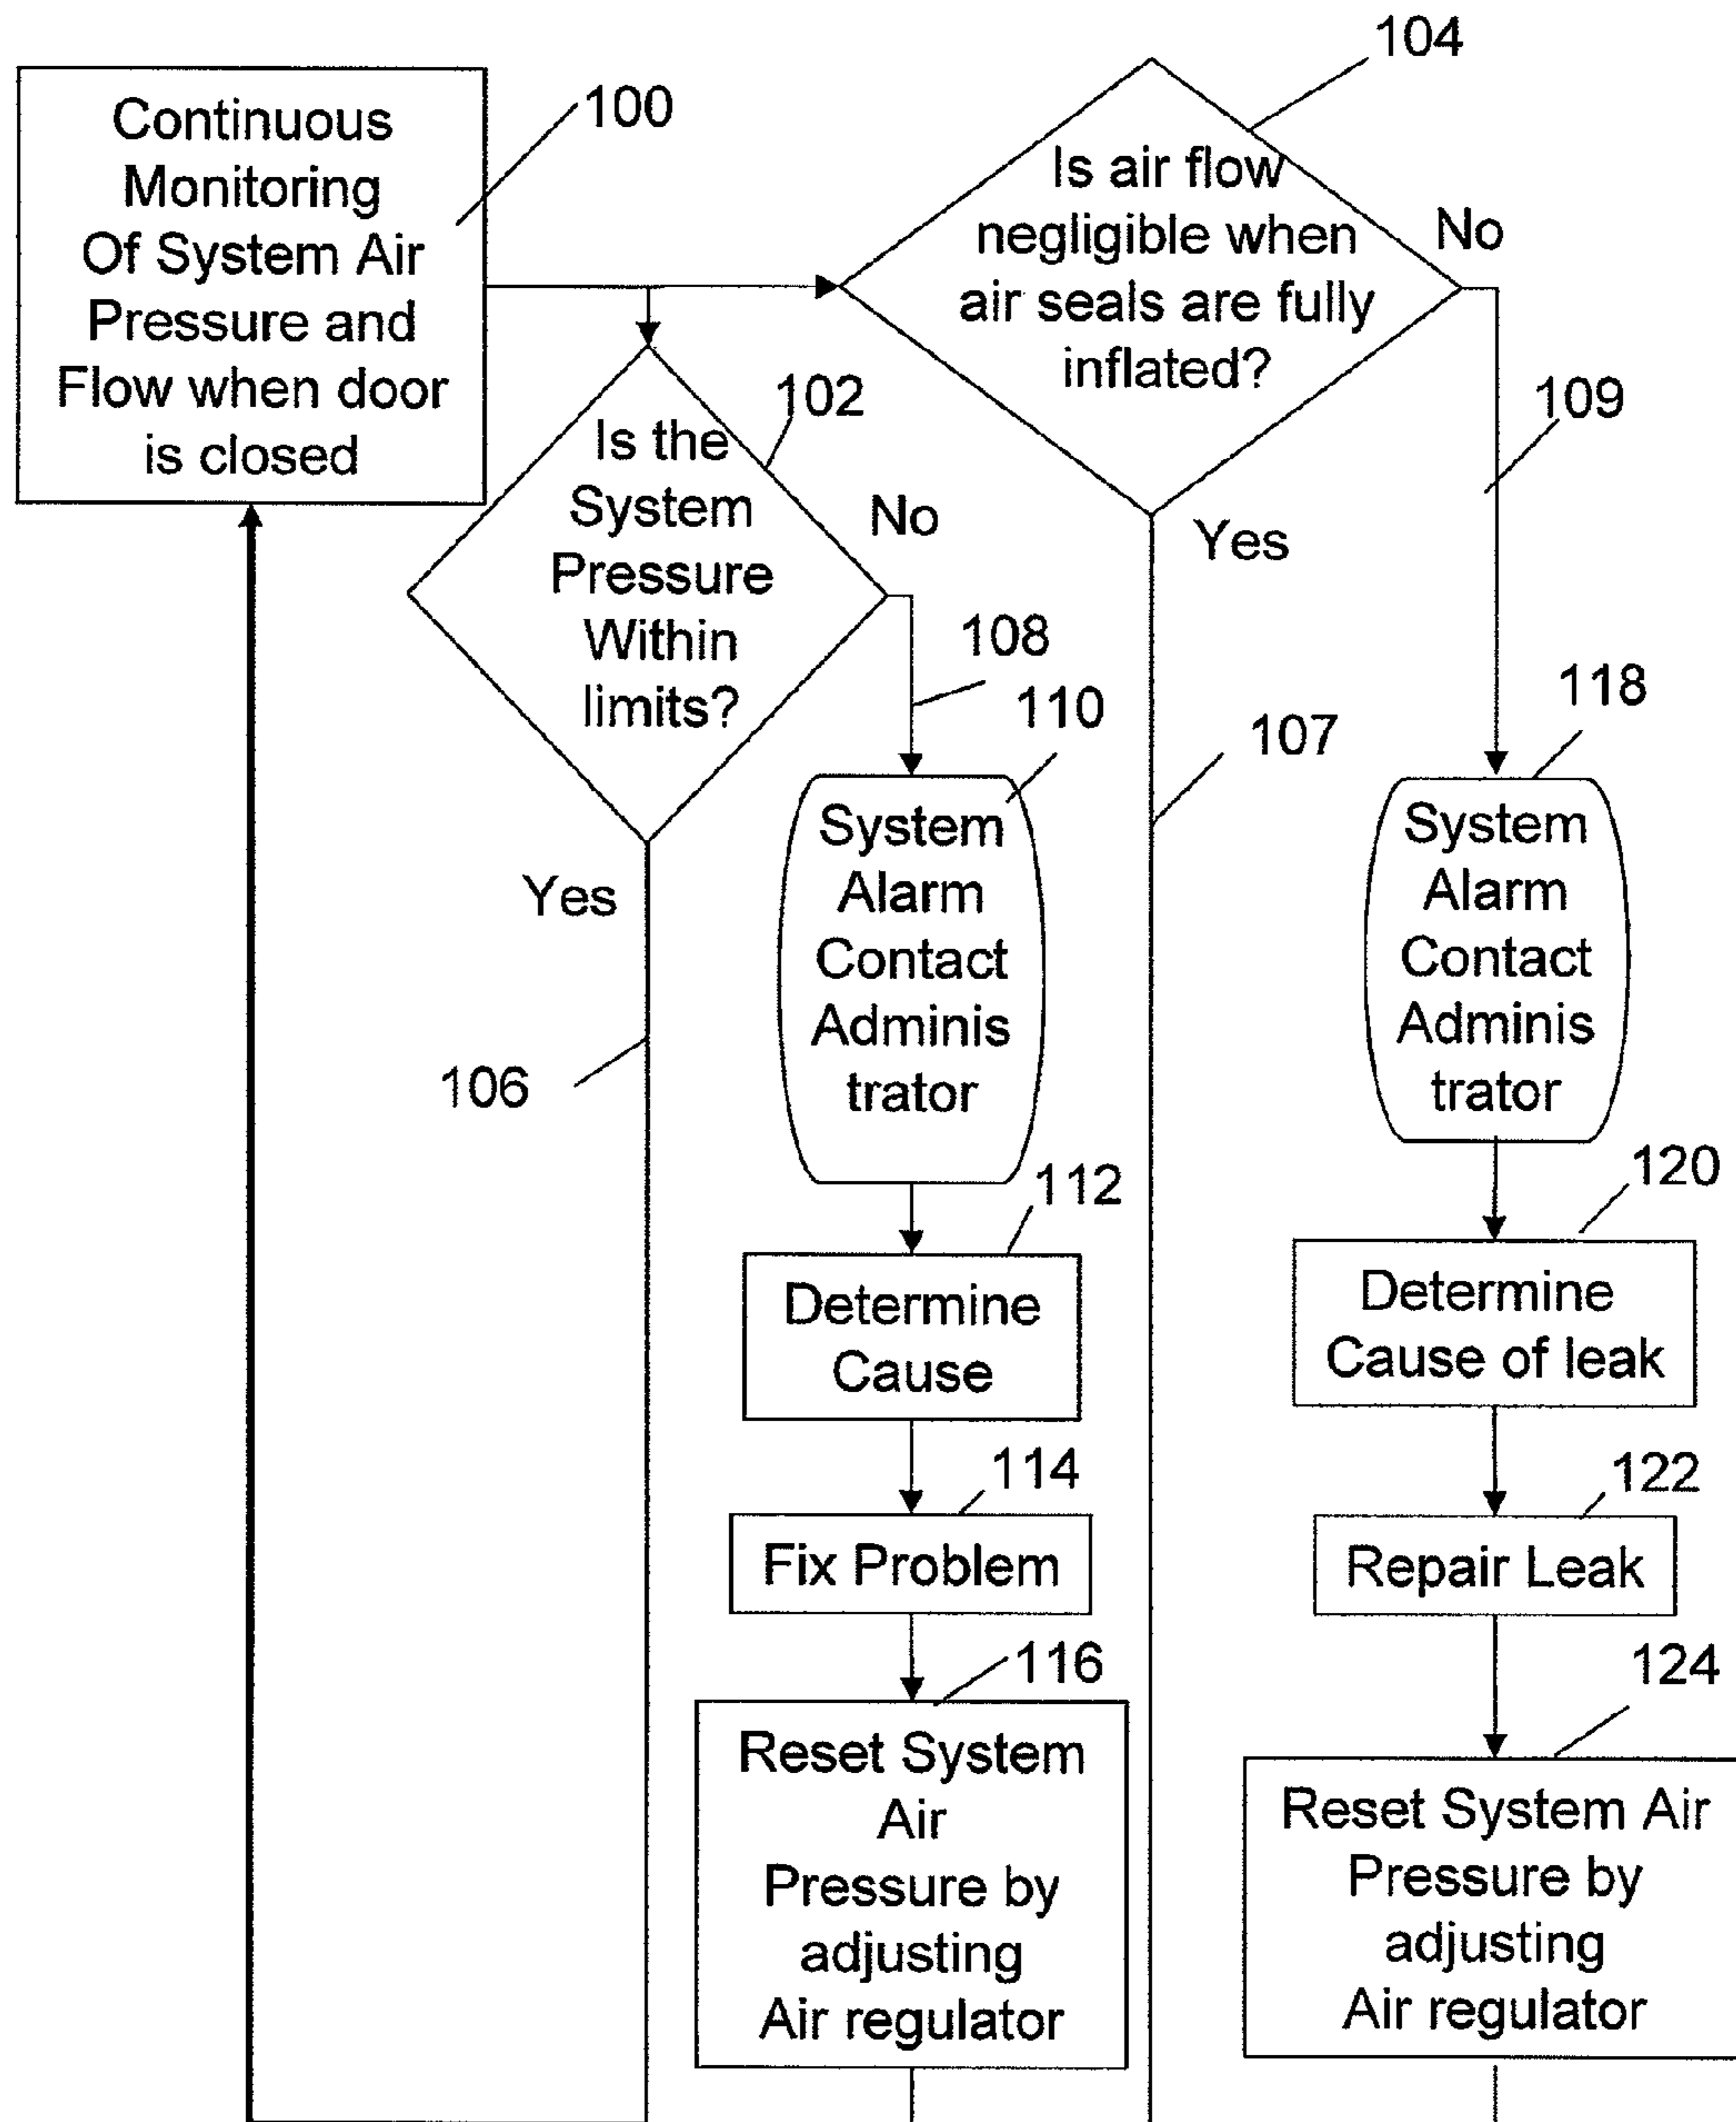 Continuous
Monitoring
Of System Air
Pressure and
Flow when door
is closed
100
104
Is air flow
negligible when
air seals are fully
inflated?
No
Yes
109
102
Is the
System
Pressure
Within
limits?
No
Yes
108
106
107
110
System
Alarm
Contact
Adminis
trator
112
Determine
Cause
114
Fix Problem
116
Reset System
Air
Pressure by
adjusting
Air regulator
118
System
Alarm
Contact
Adminis
trator
120
Determine
Cause of leak
122
Repair Leak
124
Reset System Air
Pressure by
adjusting
Air regulator